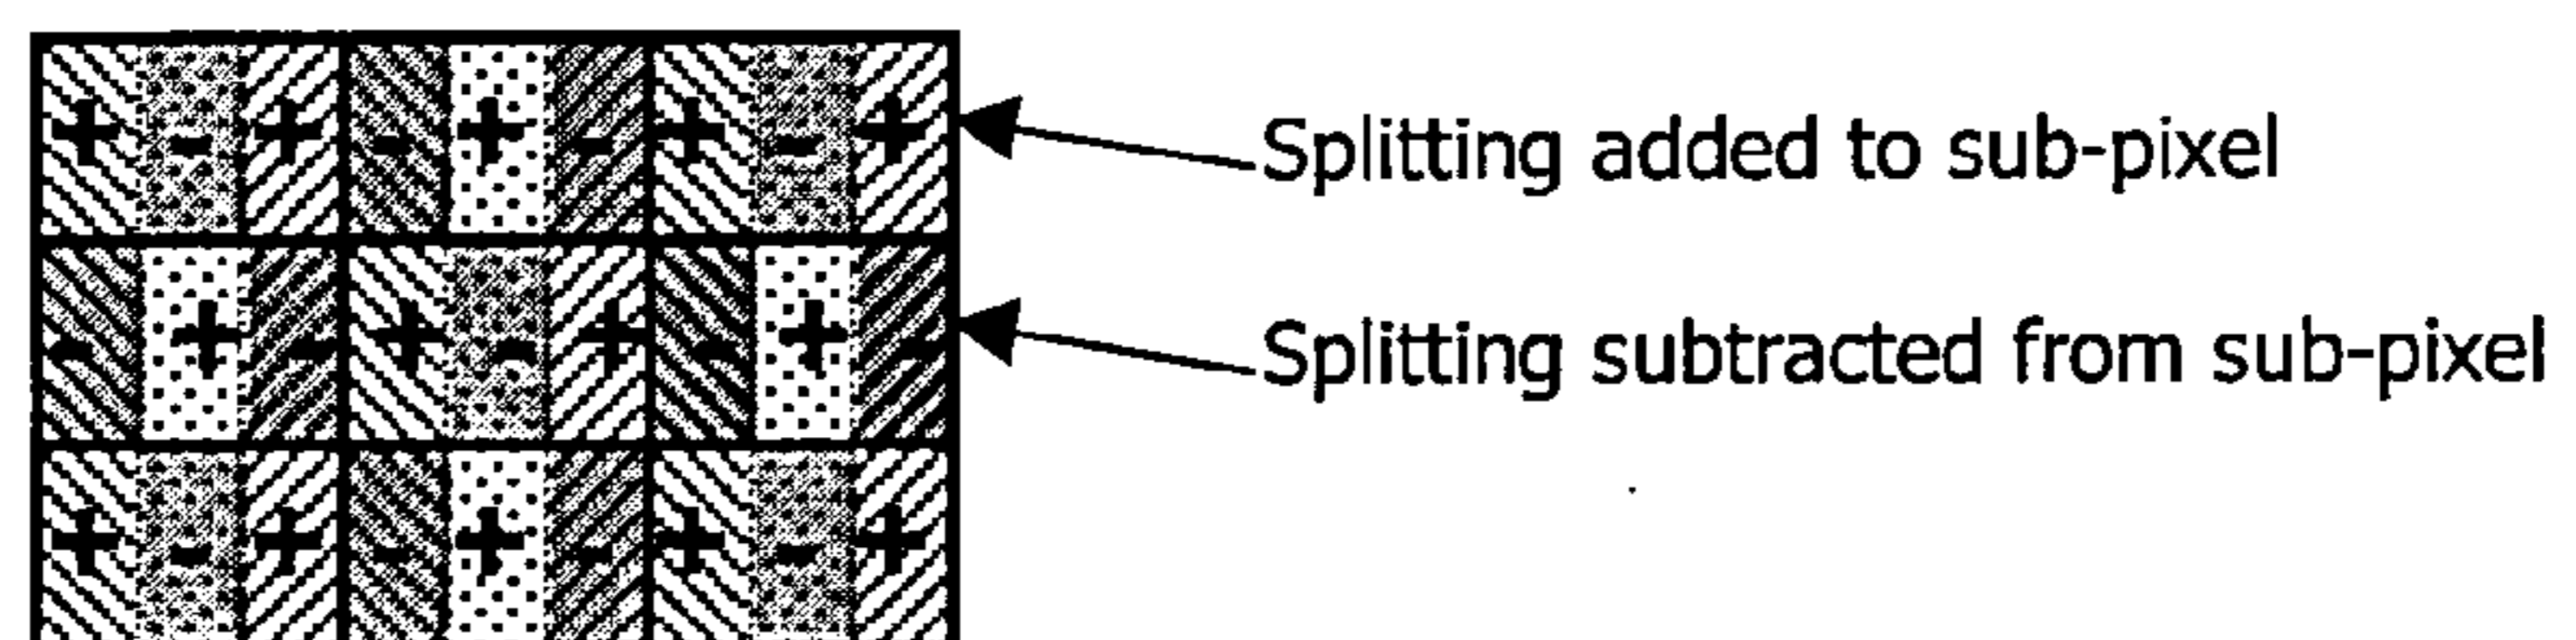 + - + - + - + - +
Splitting added to sub-pixel
- + - + - + - + -
Splitting subtracted from sub-pixel
+ - + - + - + - +